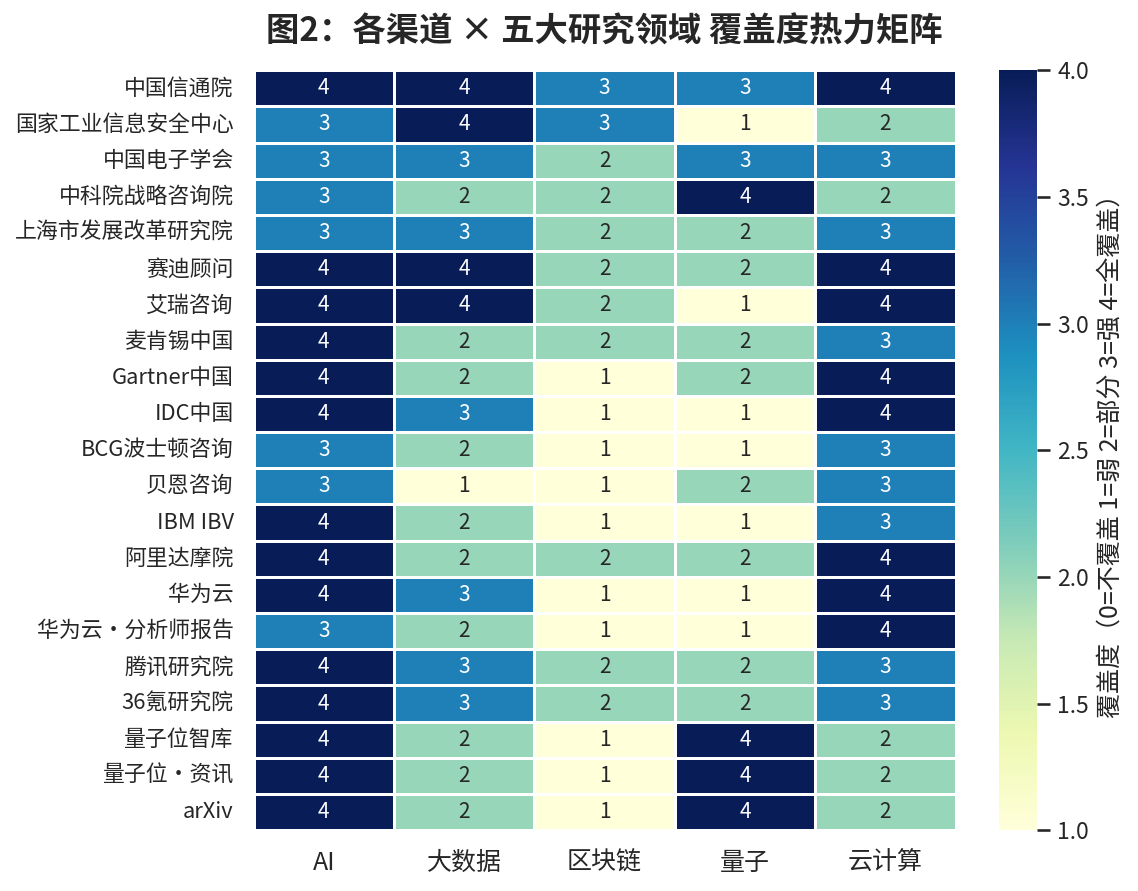 图2：各渠道 × 五大研究领域 覆盖度热力矩阵
中国信通院 4 4 3 3 4
国家工业信息安全中心 3 4 3 1 2
中国电子学会 3 3 2 3 3
中科院战略咨询院 3 2 2 4 2
上海市发展改革研究院 3 3 2 2 3
赛迪顾问 4 4 2 2 4
艾瑞咨询 4 4 2 1 4
麦肯锡中国 4 2 2 2 3
Gartner中国 4 2 1 2 4
IDC中国 4 3 1 1 4
BCG波士顿咨询 3 2 1 1 3
贝恩咨询 3 1 1 2 3
IBM IBV 4 2 1 1 3
阿里达摩院 4 2 2 2 4
华为云 4 3 1 1 4
华为云・分析师报告 3 2 1 1 4
腾讯研究院 4 3 2 2 3
36氪研究院 4 3 2 2 3
量子位智库 4 2 1 4 2
量子位・资讯 4 2 1 4 2
arXiv 4 2 1 4 2
AI 大数据 区块链 量子 云计算
4.0
3.5
3.0
2.5
2.0
1.5
1.0
覆盖度（0=不覆盖 1=弱 2=部分 3=强 4=全覆盖）